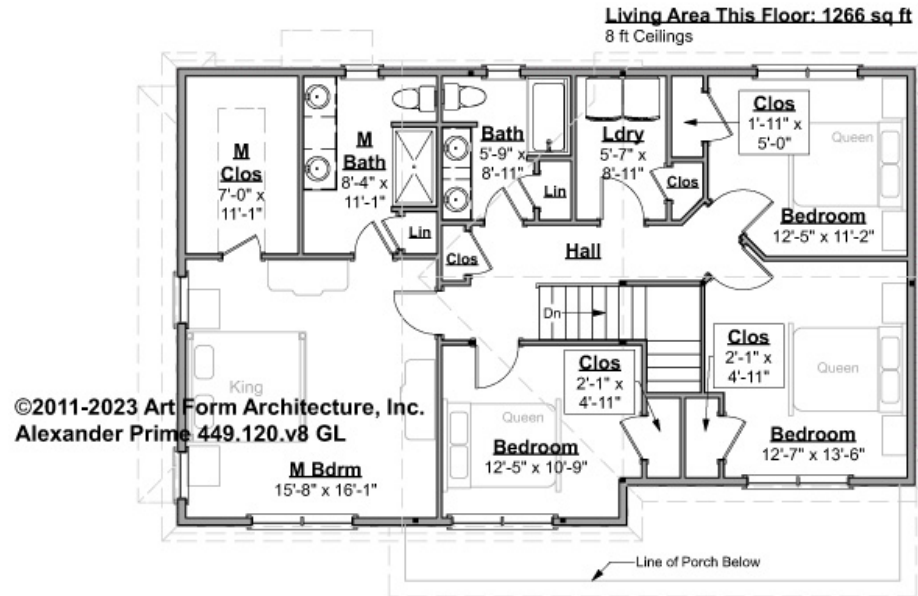 Living Area This Floor: 1266 sq ft
8 ft Ceilings
M
Clos
7'-0" x
11'-1"
M
Bath
8'-4" x
11'-1"
Lin
Bath
5'-9" x
8'-11"
Lin
Ldry
5'-7" x
8'-11"
Clos
Clos
1'-11" x
5'-0"
Queen
Bedroom
12'-5" x 11'-2"
Clos
Hall
Dn
Clos
2'-1" x
4'-11"
Queen
Bedroom
12'-7" x 13'-6"
Clos
2'-1" x
4'-11"
Queen
Bedroom
12'-5" x 10'-9"
King
©2011-2023 Art Form Architecture, Inc.
Alexander Prime 449.120.v8 GL
M Bdrm
15'-8" x 16'-1"
Line of Porch Below